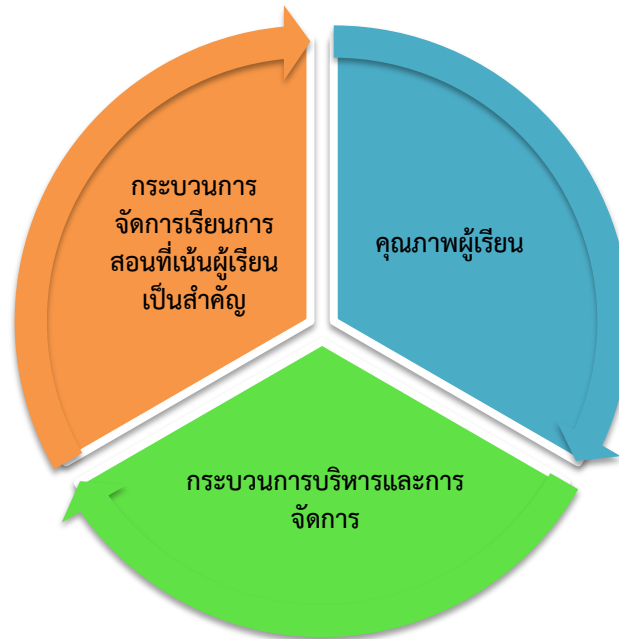 กระบวนการ
จัดการเรียนการ
สอนที่เน้นผู้เรียน
เป็นสำคัญ
คุณภาพผู้เรียน
กระบวนการบริหารและการ
จัดการ